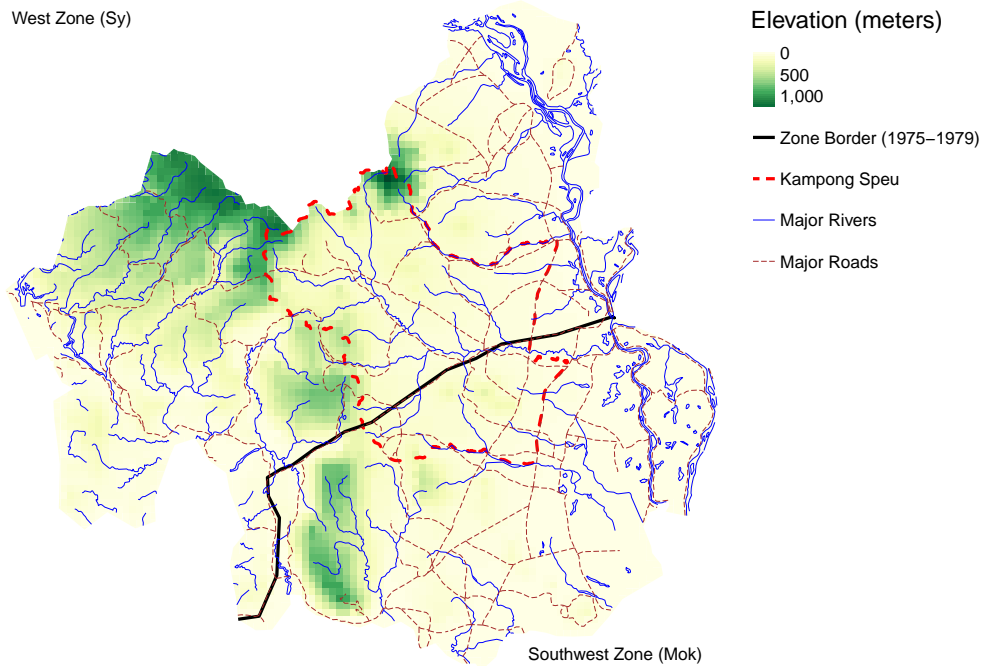 West Zone (Sy)
Elevation (meters)
0
500
1,000
Zone Border (1975−1979)
Kampong Speu
Major Rivers
Major Roads
Southwest Zone (Mok)